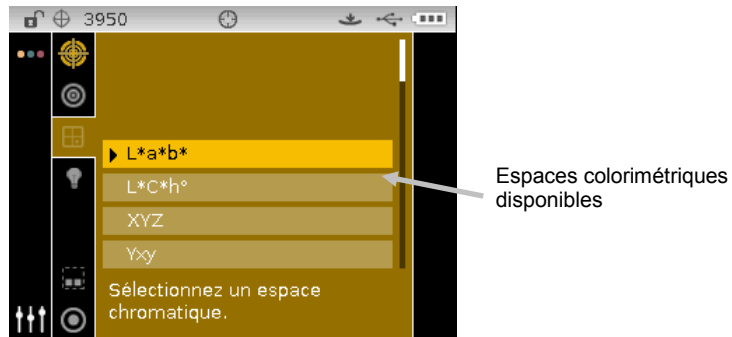 3950
L*a*b*
L*C*h°
XYZ
Yxy
Sélectionnez un espace
chromatique.
Espaces colorimétriques
disponibles